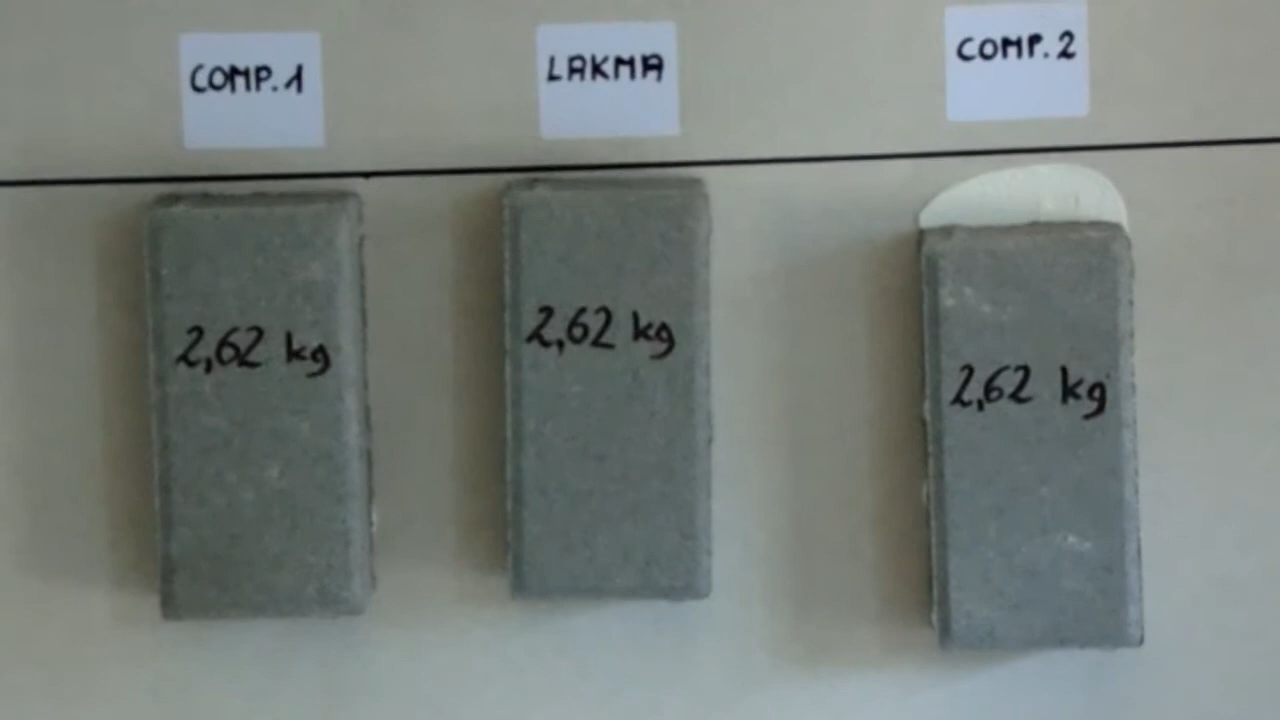 COMP.1
LAKMA
COMP.2
2,62 kg
2,62 kg
2,62 kg